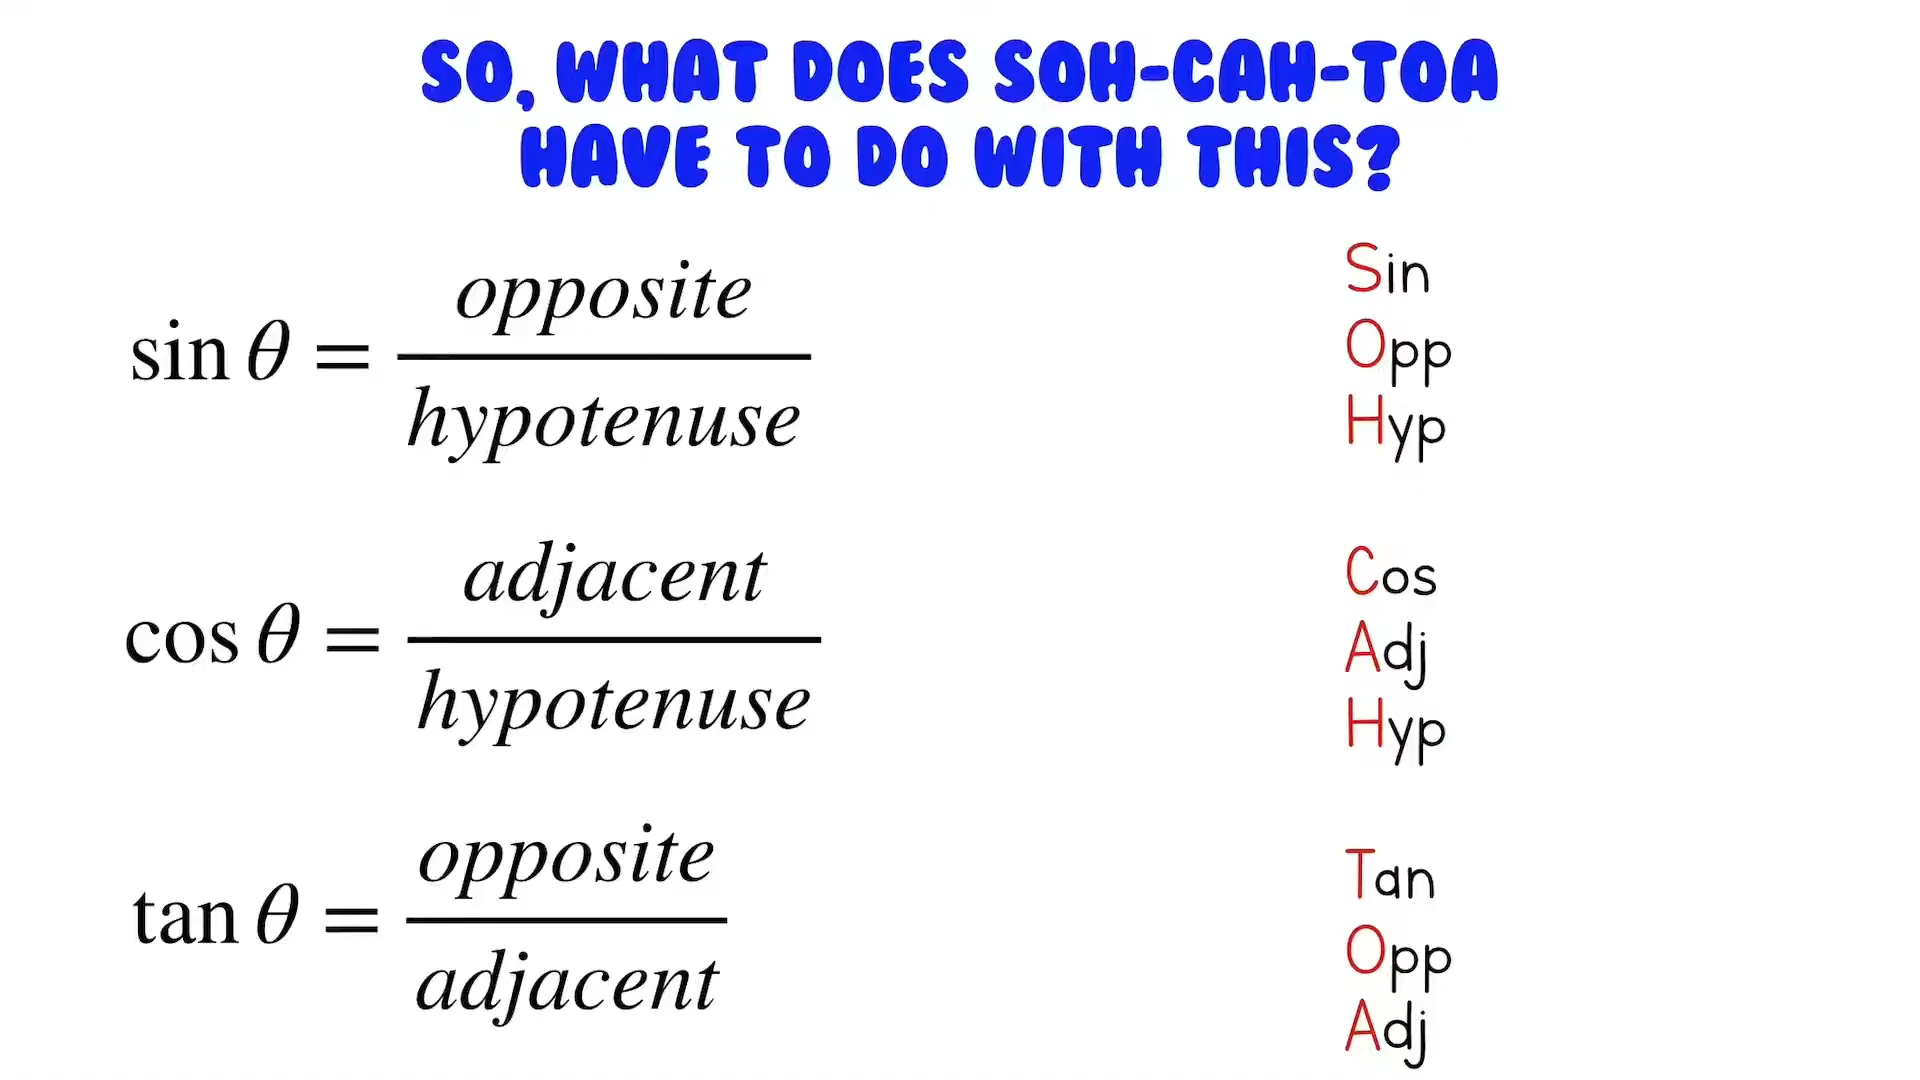 SO, WHAT DOES SOH-CAH-TOA
HAVE TO DO WITH THIS?
sin θ = opposite / hypotenuse
Sin
Opp
Hyp
cos θ = adjacent / hypotenuse
Cos
Adj
Hyp
tan θ = opposite / adjacent
Tan
Opp
Adj